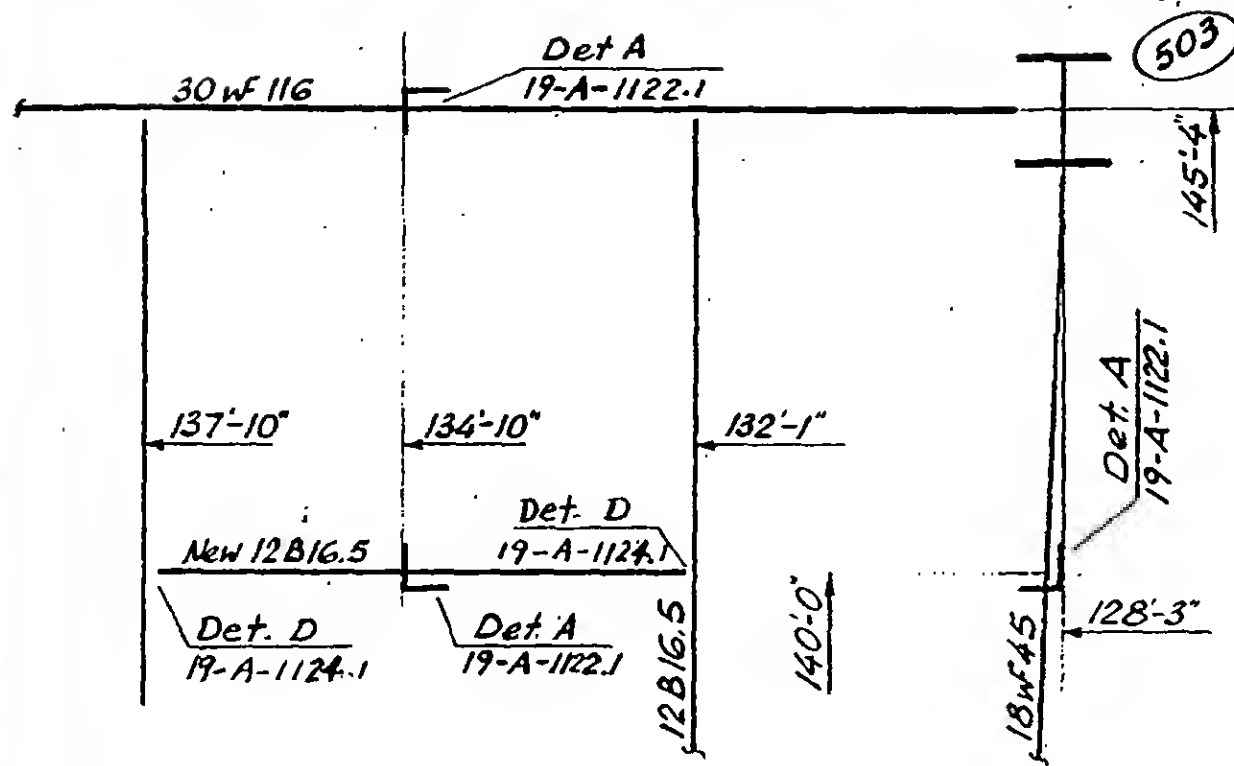 503
Det A
30 WF 116
19-A-1122.1
145'-4"
Det. A
19-A-1122.1
137'-10"
134'-10"
132'-1"
Det. D
New 12B16.5
19-A-1124.1
Det. D
19-A-1124.1
Det. A
19-A-1122.1
12B16.5
140'-0"
18WF45
128'-3"